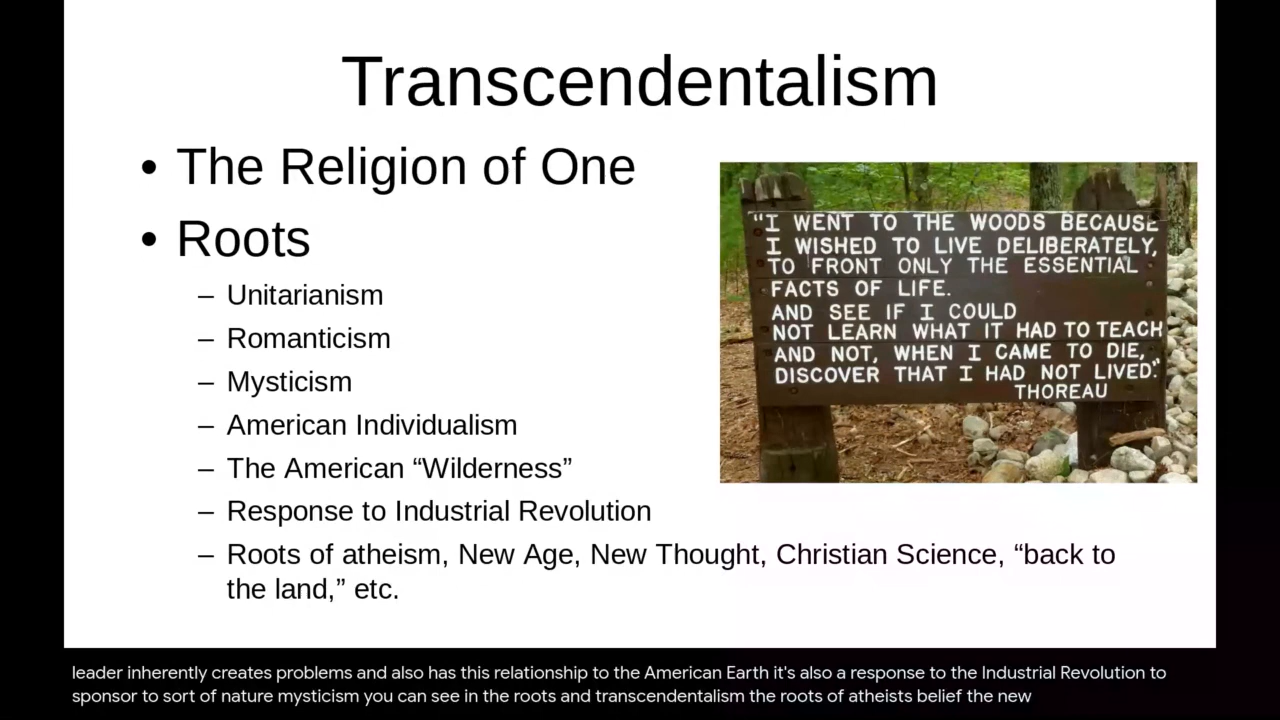 Transcendentalism
• The Religion of One
• Roots
– Unitarianism
– Romanticism
– Mysticism
– American Individualism
– The American “Wilderness”
– Response to Industrial Revolution
– Roots of atheism, New Age, New Thought, Christian Science, “back to
the land,” etc.
“I WENT TO THE WOODS BECAUSE
I WISHED TO LIVE DELIBERATELY,
TO FRONT ONLY THE ESSENTIAL
FACTS OF LIFE.
AND SEE IF I COULD
NOT LEARN WHAT IT HAD TO TEACH
AND NOT, WHEN I CAME TO DIE,
DISCOVER THAT I HAD NOT LIVED.”
THOREAU
leader inherently creates problems and also has this relationship to the American Earth it's also a response to the Industrial Revolution to
sponsor to sort of nature mysticism you can see in the roots and transcendentalism the roots of atheists belief the new